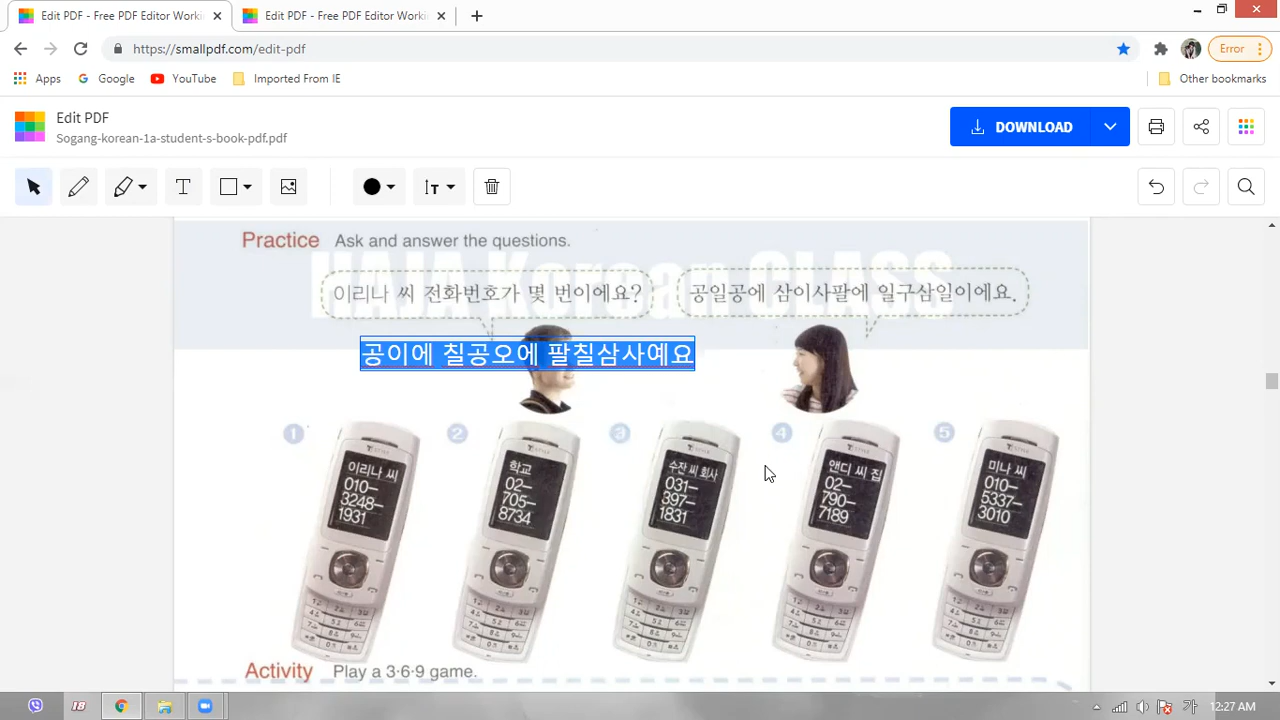 Edit PDF - Free PDF Editor Workin
Edit PDF - Free PDF Editor Workin
https://smallpdf.com/edit-pdf
Error
Apps
Google
YouTube
Imported From IE
Other bookmarks
Edit PDF
Sogang-korean-1a-student-s-book-pdf.pdf
DOWNLOAD
Practice Ask and answer the questions.
HAJA Korean CLASS
이리나 씨 전화번호가 몇 번이에요?
공일공에 삼이사팔에 일구삼일이에요.
공이에 칠공오에 팔칠삼사예요
1
이리나 씨
010–
3248–
1931
2
학교
02–
705–
8734
3
수잔 씨 회사
031–
397–
1831
4
앤디 씨 집
02–
790–
7189
5
미나 씨
010–
5337–
3010
Activity Play a 3·6·9 game.
12:27 AM